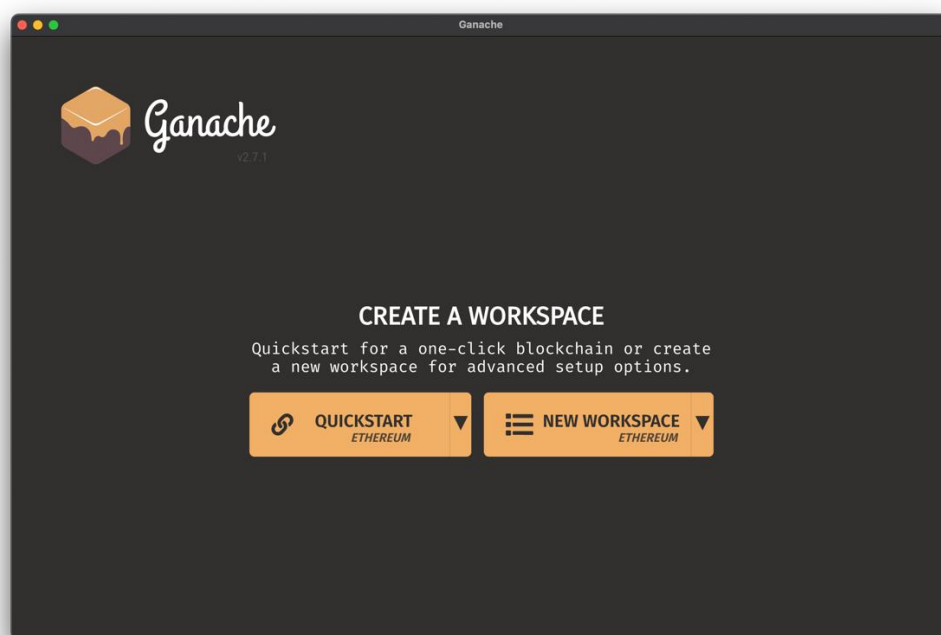 Ganache
Ganache
v2.7.1
CREATE A WORKSPACE
Quickstart for a one-click blockchain or create
a new workspace for advanced setup options.
QUICKSTART
ETHEREUM
NEW WORKSPACE
ETHEREUM